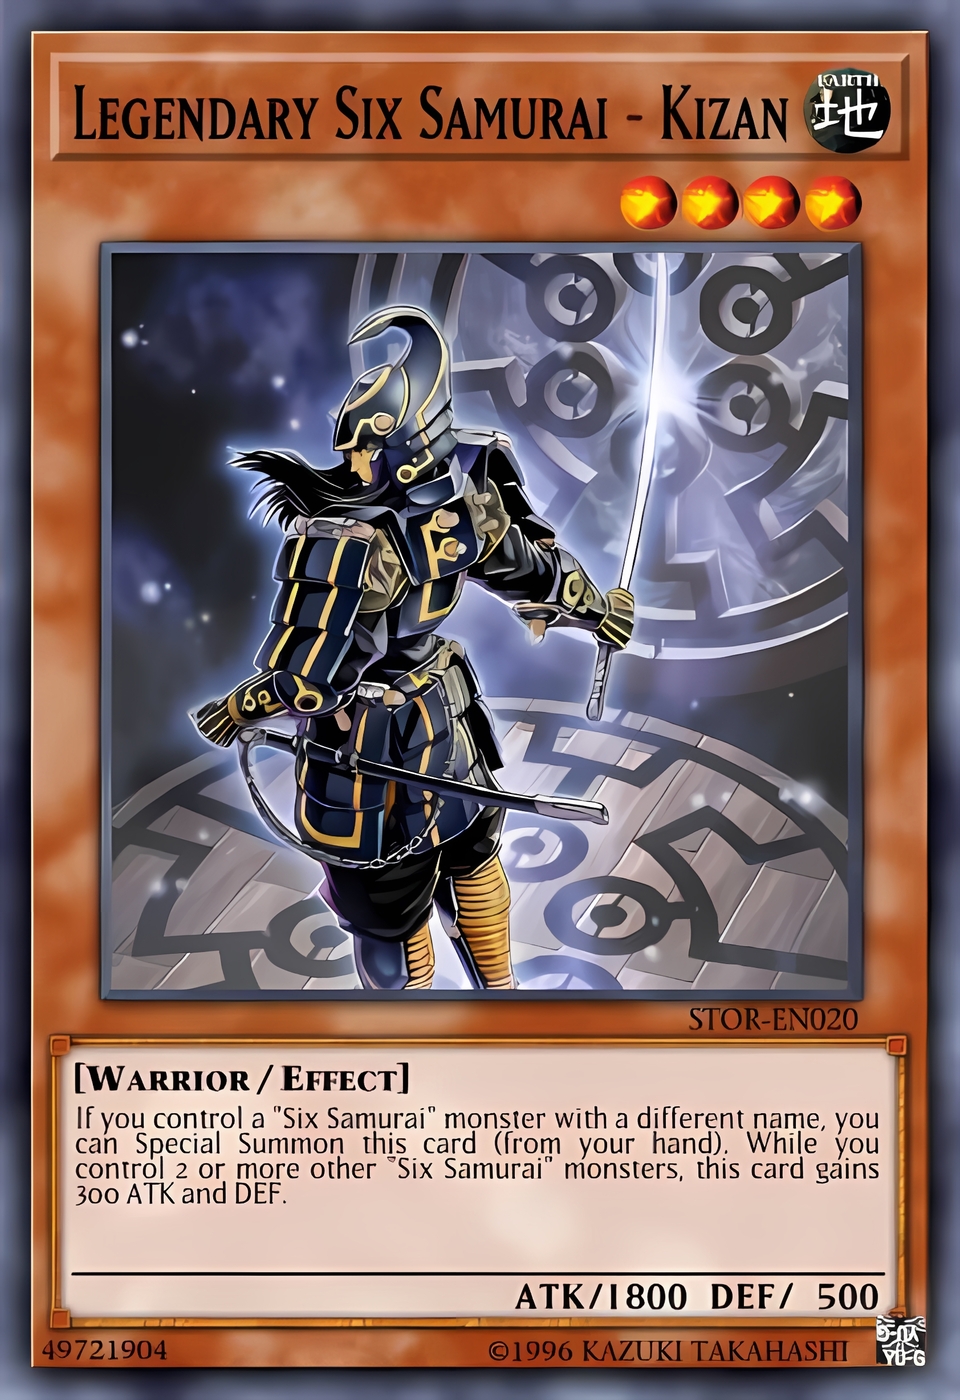 LEGENDARY SIX SAMURAI - KIZAN
EARTH
地
STOR-EN020
[WARRIOR / EFFECT]
If you control a "Six Samurai" monster with a different name, you
can Special Summon this card (from your hand). While you
control 2 or more other "Six Samurai" monsters, this card gains
300 ATK and DEF.
ATK/1800 DEF/ 500
49721904
©1996 KAZUKI TAKAHASHI